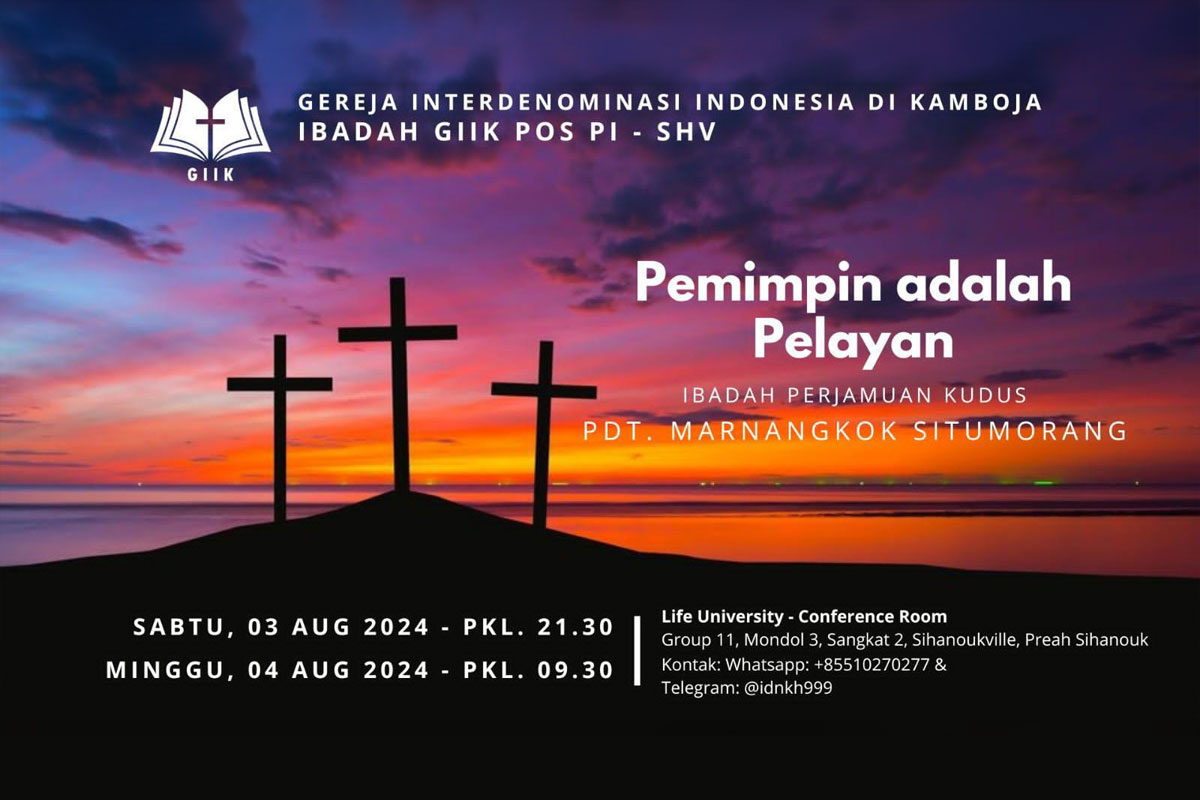 GEREJA INTERDENOMINASI INDONESIA DI KAMBOJA
IBADAH GIIK POS PI - SHV
GIIK
Pemimpin adalah
Pelayan
IBADAH PERJAMUAN KUDUS
PDT. MARNANGKOK SITUMORANG
SABTU, 03 AUG 2024 - PKL. 21.30
MINGGU, 04 AUG 2024 - PKL. 09.30
Life University - Conference Room
Group 11, Mondol 3, Sangkat 2, Sihanoukville, Preah Sihanouk
Kontak: Whatsapp: +85510270277 &
Telegram: @idnkh999